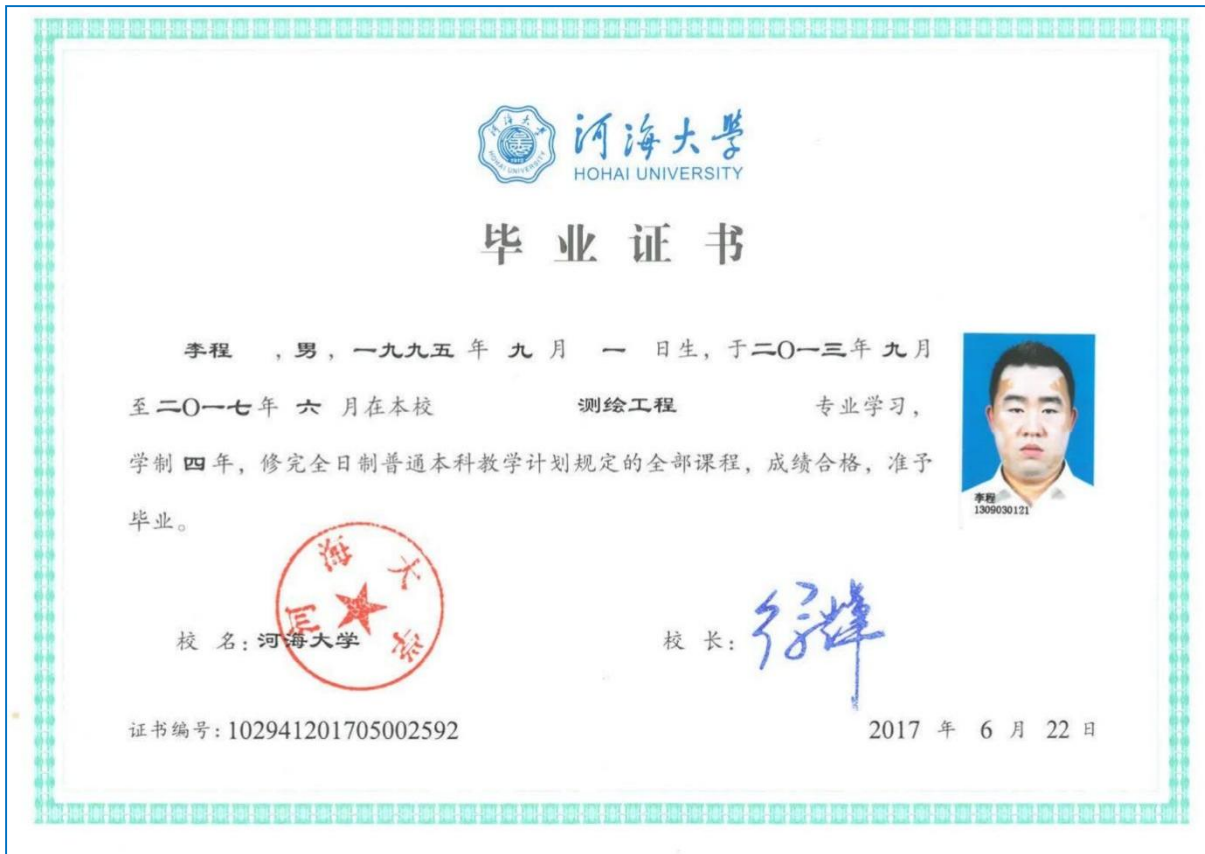 河海大学
HOHAI UNIVERSITY
毕业证书
李程 ，男，一九九五 年 九 月 一 日生，于二〇一三年 九月
至二〇一七年 六 月在本校 测绘工程 专业学习，
学制 四 年，修完全日制普通本科教学计划规定的全部课程，成绩合格，准予
毕业。
李程
1309030121
河海大学
校 名：河海大学
校 长：
证书编号：102941201705002592
2017 年 6 月 22 日